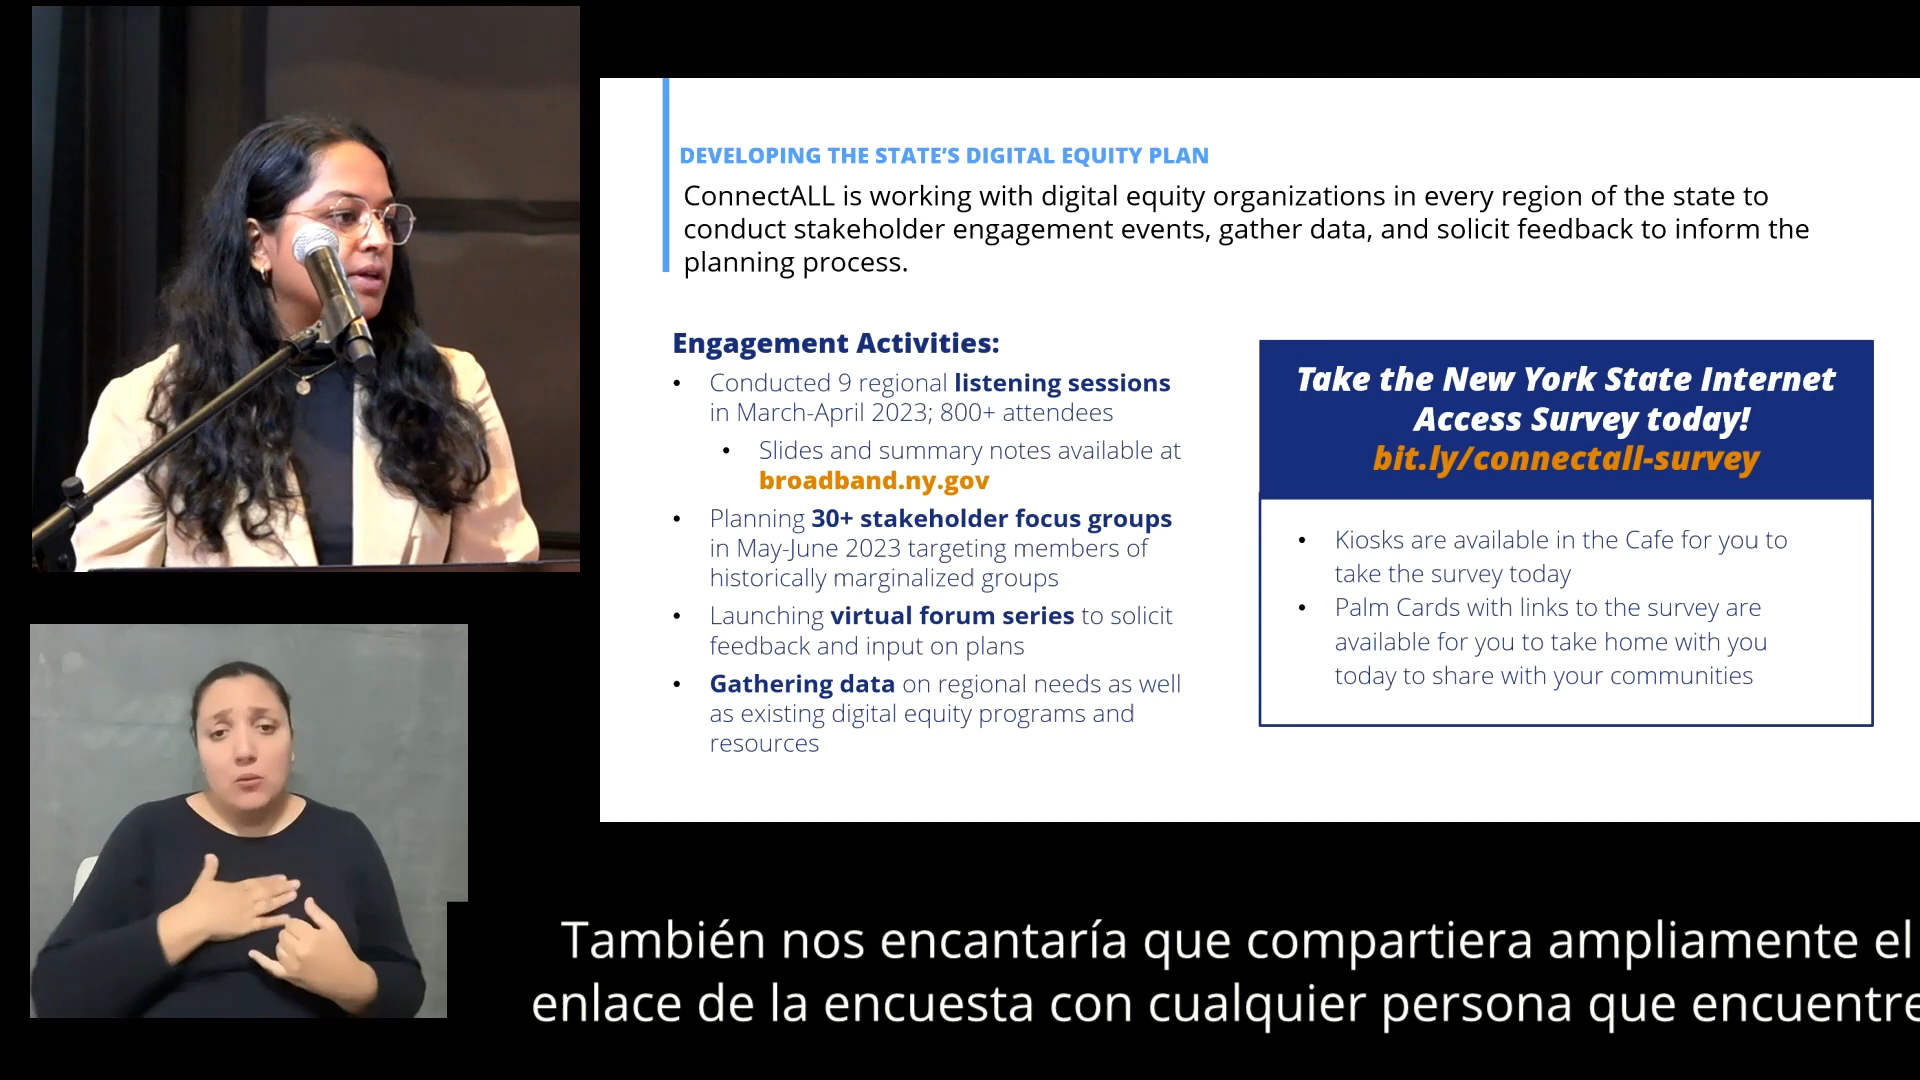 DEVELOPING THE STATE’S DIGITAL EQUITY PLAN
ConnectALL is working with digital equity organizations in every region of the state to
conduct stakeholder engagement events, gather data, and solicit feedback to inform the
planning process.
Engagement Activities:
• Conducted 9 regional listening sessions
in March-April 2023; 800+ attendees
• Slides and summary notes available at
broadband.ny.gov
• Planning 30+ stakeholder focus groups
in May-June 2023 targeting members of
historically marginalized groups
• Launching virtual forum series to solicit
feedback and input on plans
• Gathering data on regional needs as well
as existing digital equity programs and
resources
Take the New York State Internet
Access Survey today!
bit.ly/connectall-survey
• Kiosks are available in the Cafe for you to
take the survey today
• Palm Cards with links to the survey are
available for you to take home with you
today to share with your communities
También nos encantaría que compartiera ampliamente el
enlace de la encuesta con cualquier persona que encuentre